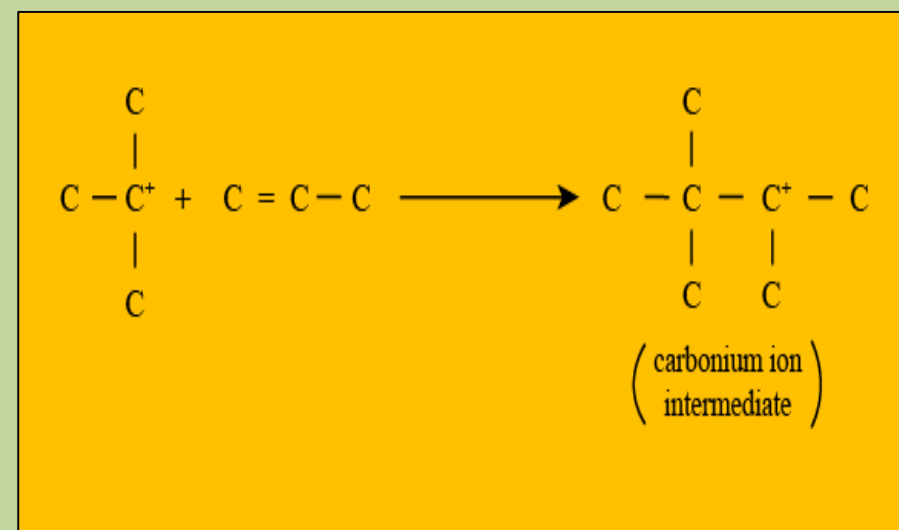 C C
| |
C – C⁺ + C = C – C ⟶ C – C – C⁺ – C
| | |
C C C
( carbonium ion
intermediate )